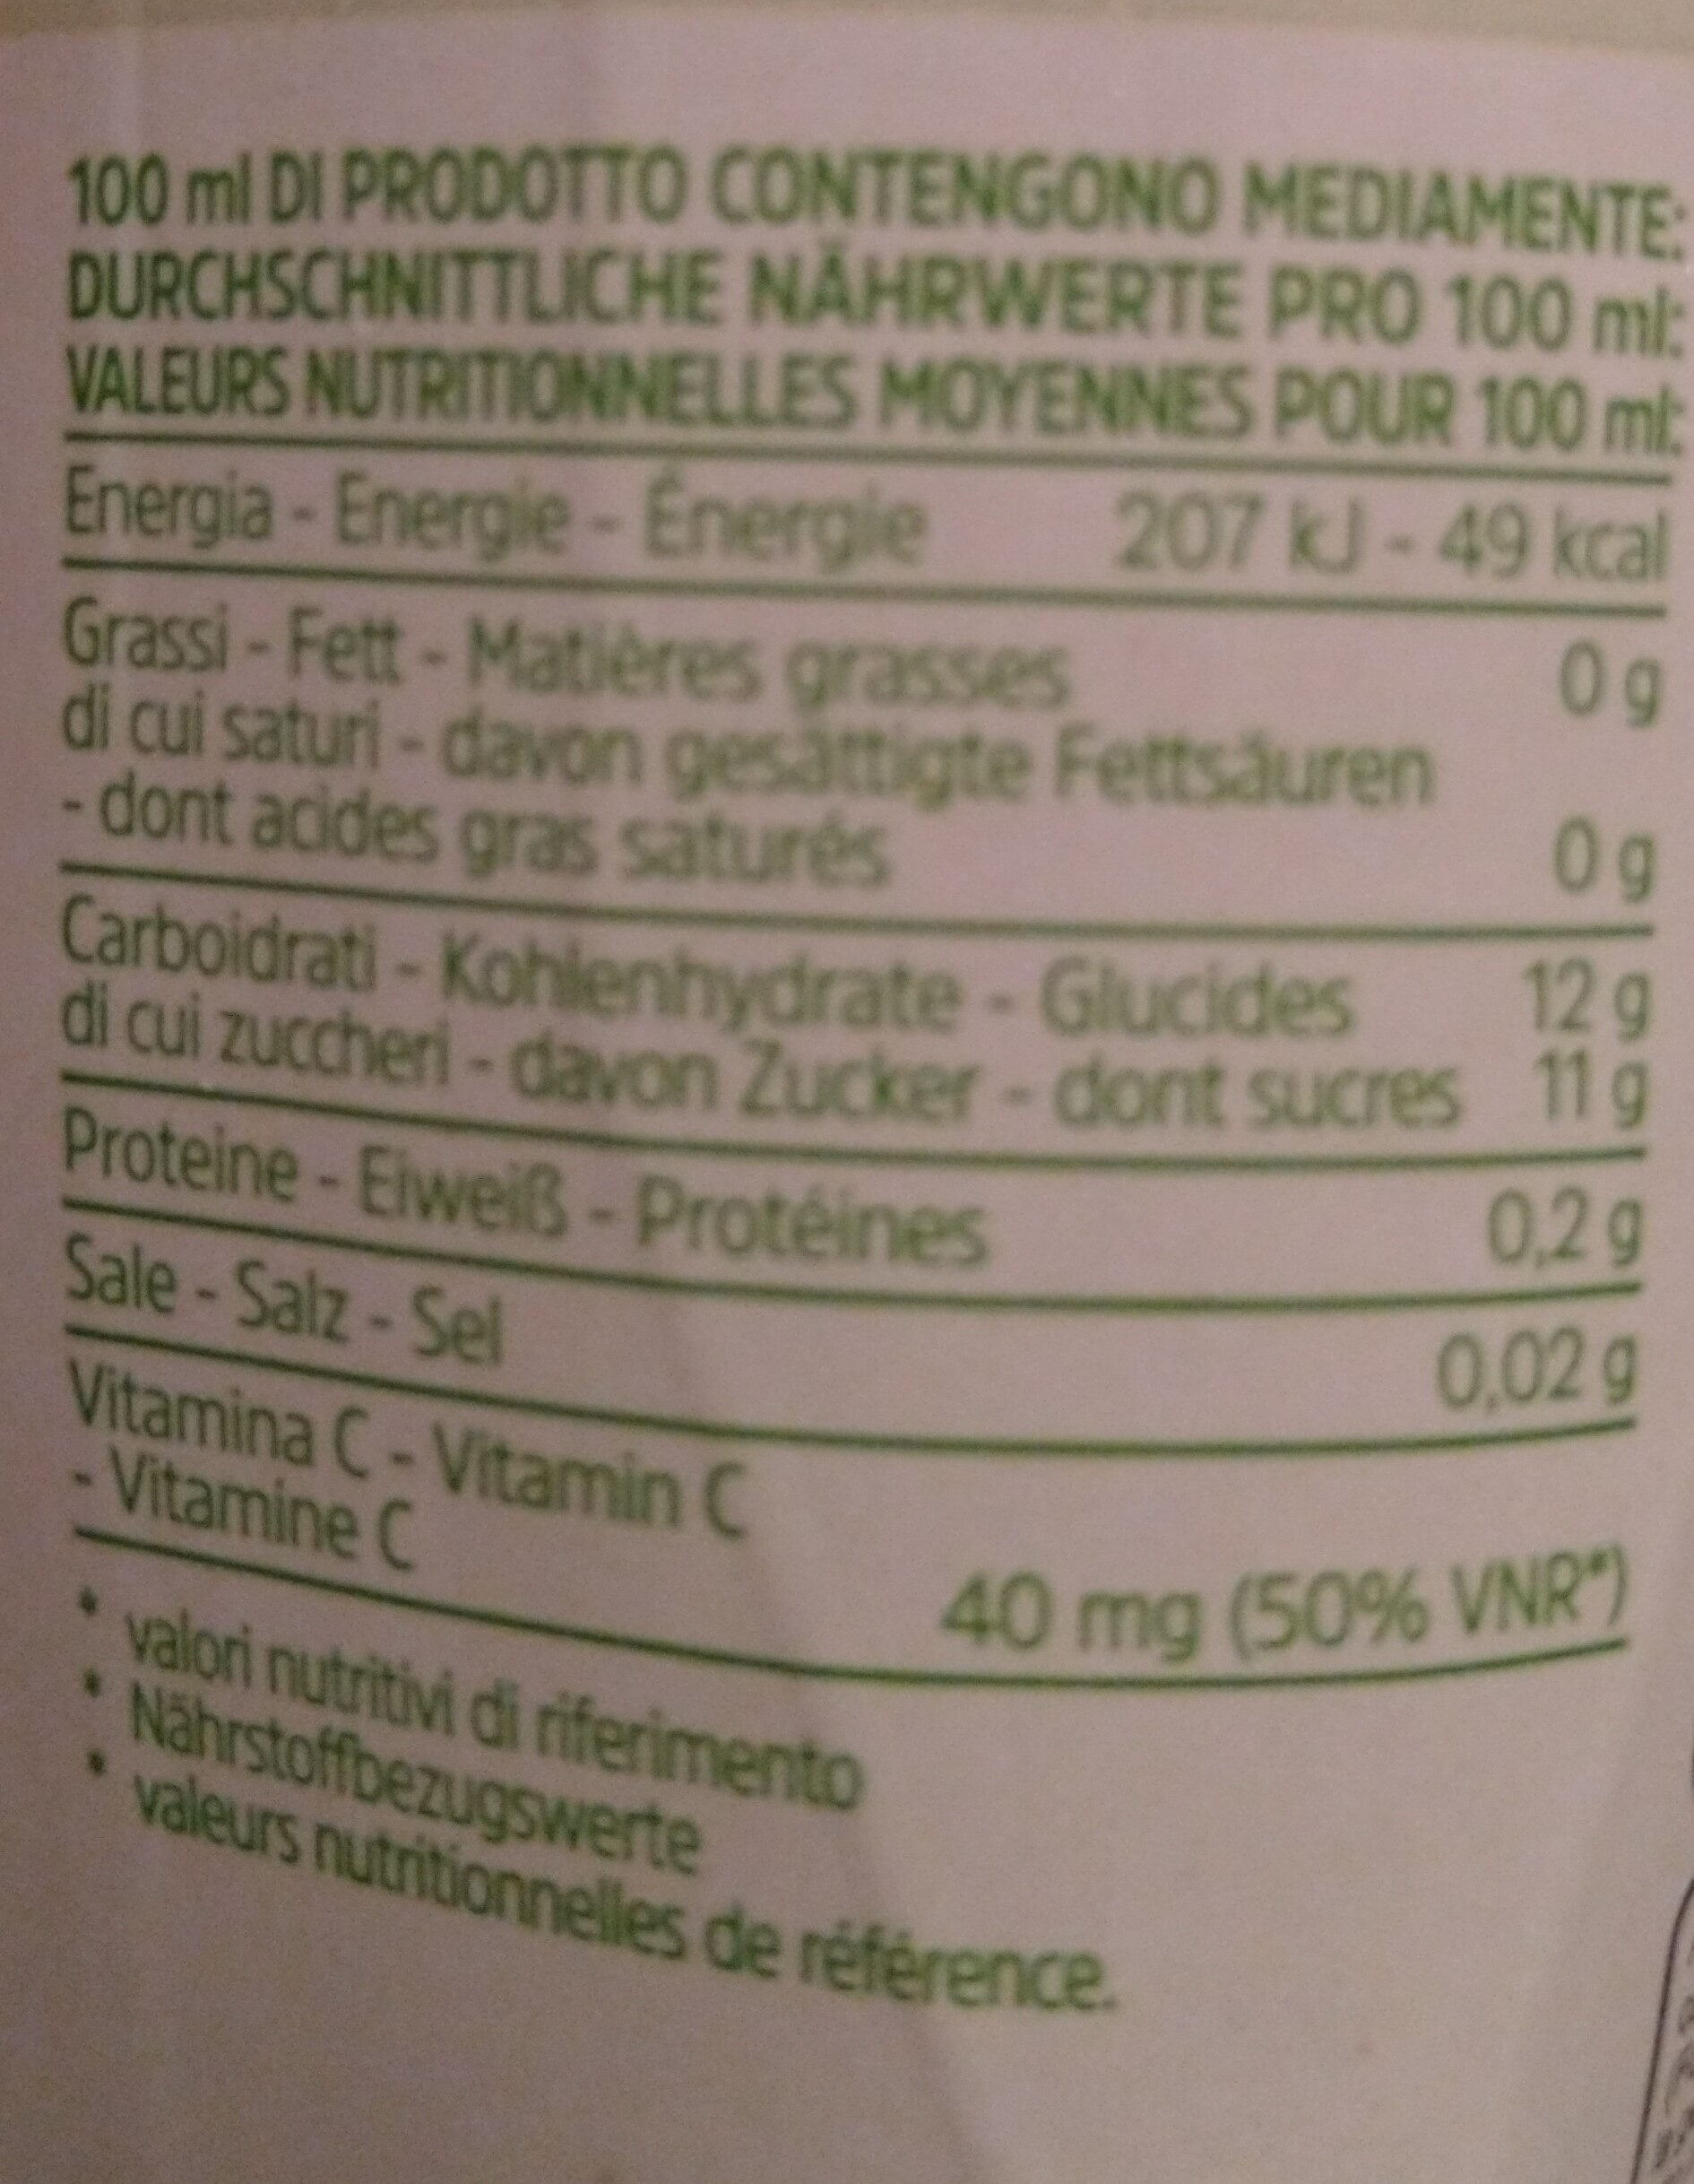 100 ml DI PRODOTTO CONTENGONO MEDIAMENTE:
DURCHSCHNITTLICHE NÄHRWERTE PRO 100 ml:
VALEURS NUTRITIONNELLES MOYENNES POUR 100 ml:
Energia - Energie - Énergie 207 kJ - 49 kcal
Grassi - Fett - Matières grasses 0 g
di cui saturi - davon gesättigte Fettsäuren
- dont acides gras saturés 0 g
Carboidrati - Kohlenhydrate - Glucides 12 g
di cui zuccheri - davon Zucker - dont sucres 11 g
Proteine - Eiweiß - Protéines 0,2 g
Sale - Salz - Sel 0,02 g
Vitamina C - Vitamin C
- Vitamine C 40 mg (50% VNR*)
* valori nutritivi di riferimento
* Nährstoffbezugswerte
* valeurs nutritionnelles de référence.